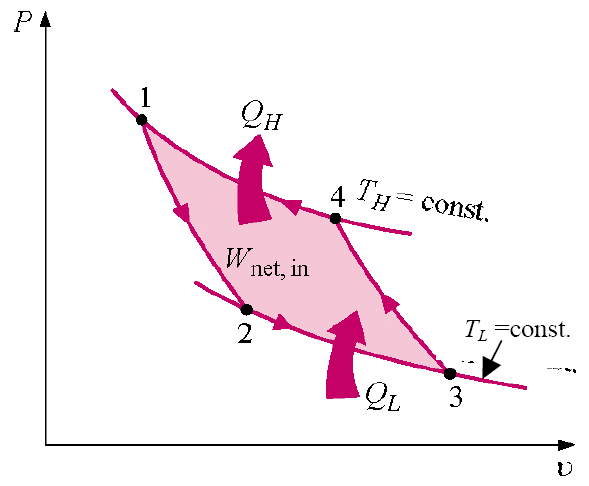 P
1
Q_H
4
T_H = const.
W_net, in
2
T_L =const.
Q_L
3
υ